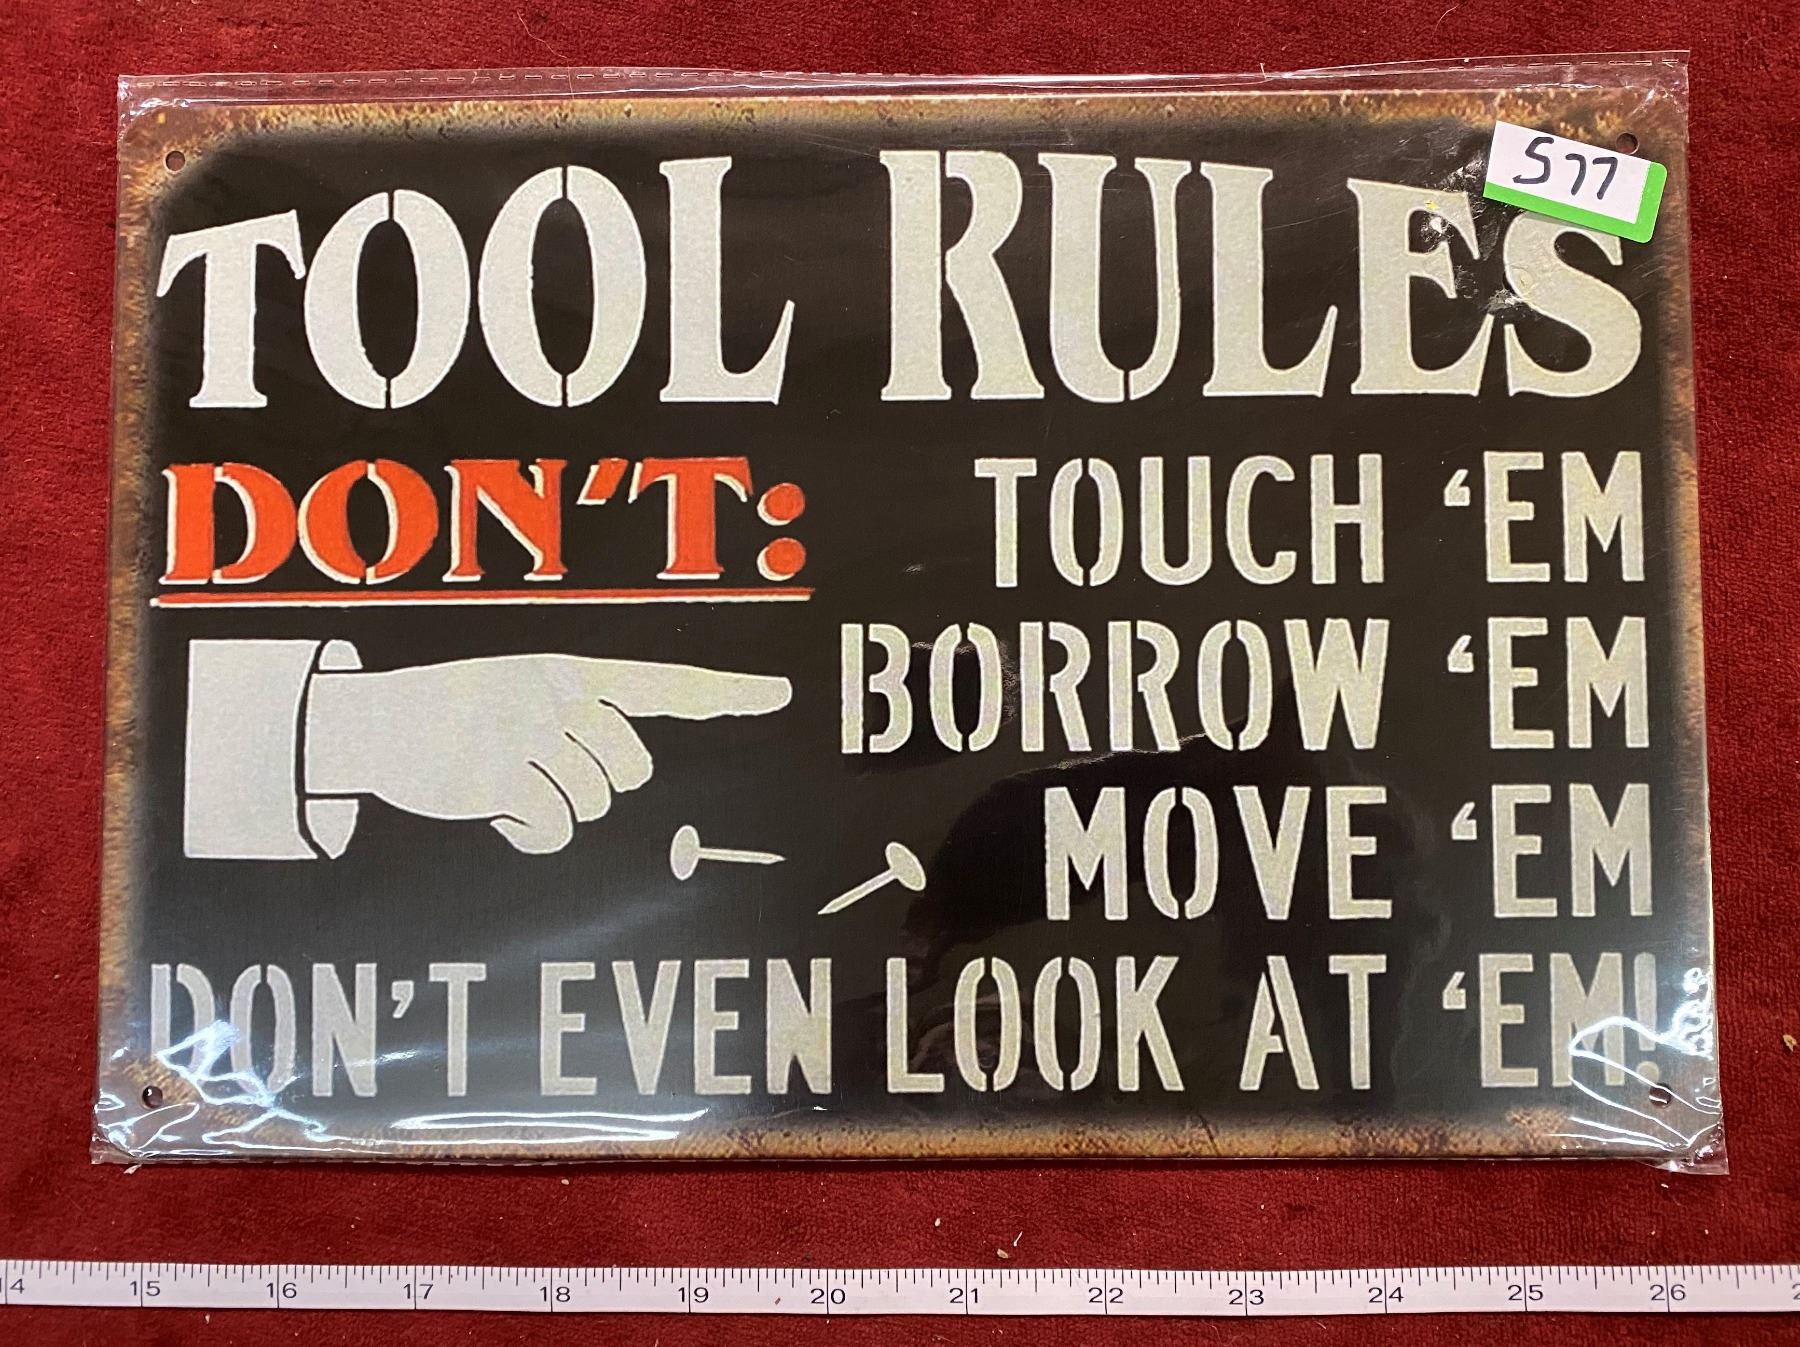 S77
TOOL RULES
DON'T: TOUCH 'EM
BORROW 'EM
MOVE 'EM
DON'T EVEN LOOK AT 'EM!
14 15 16 17 18 19 20 21 22 23 24 25 26